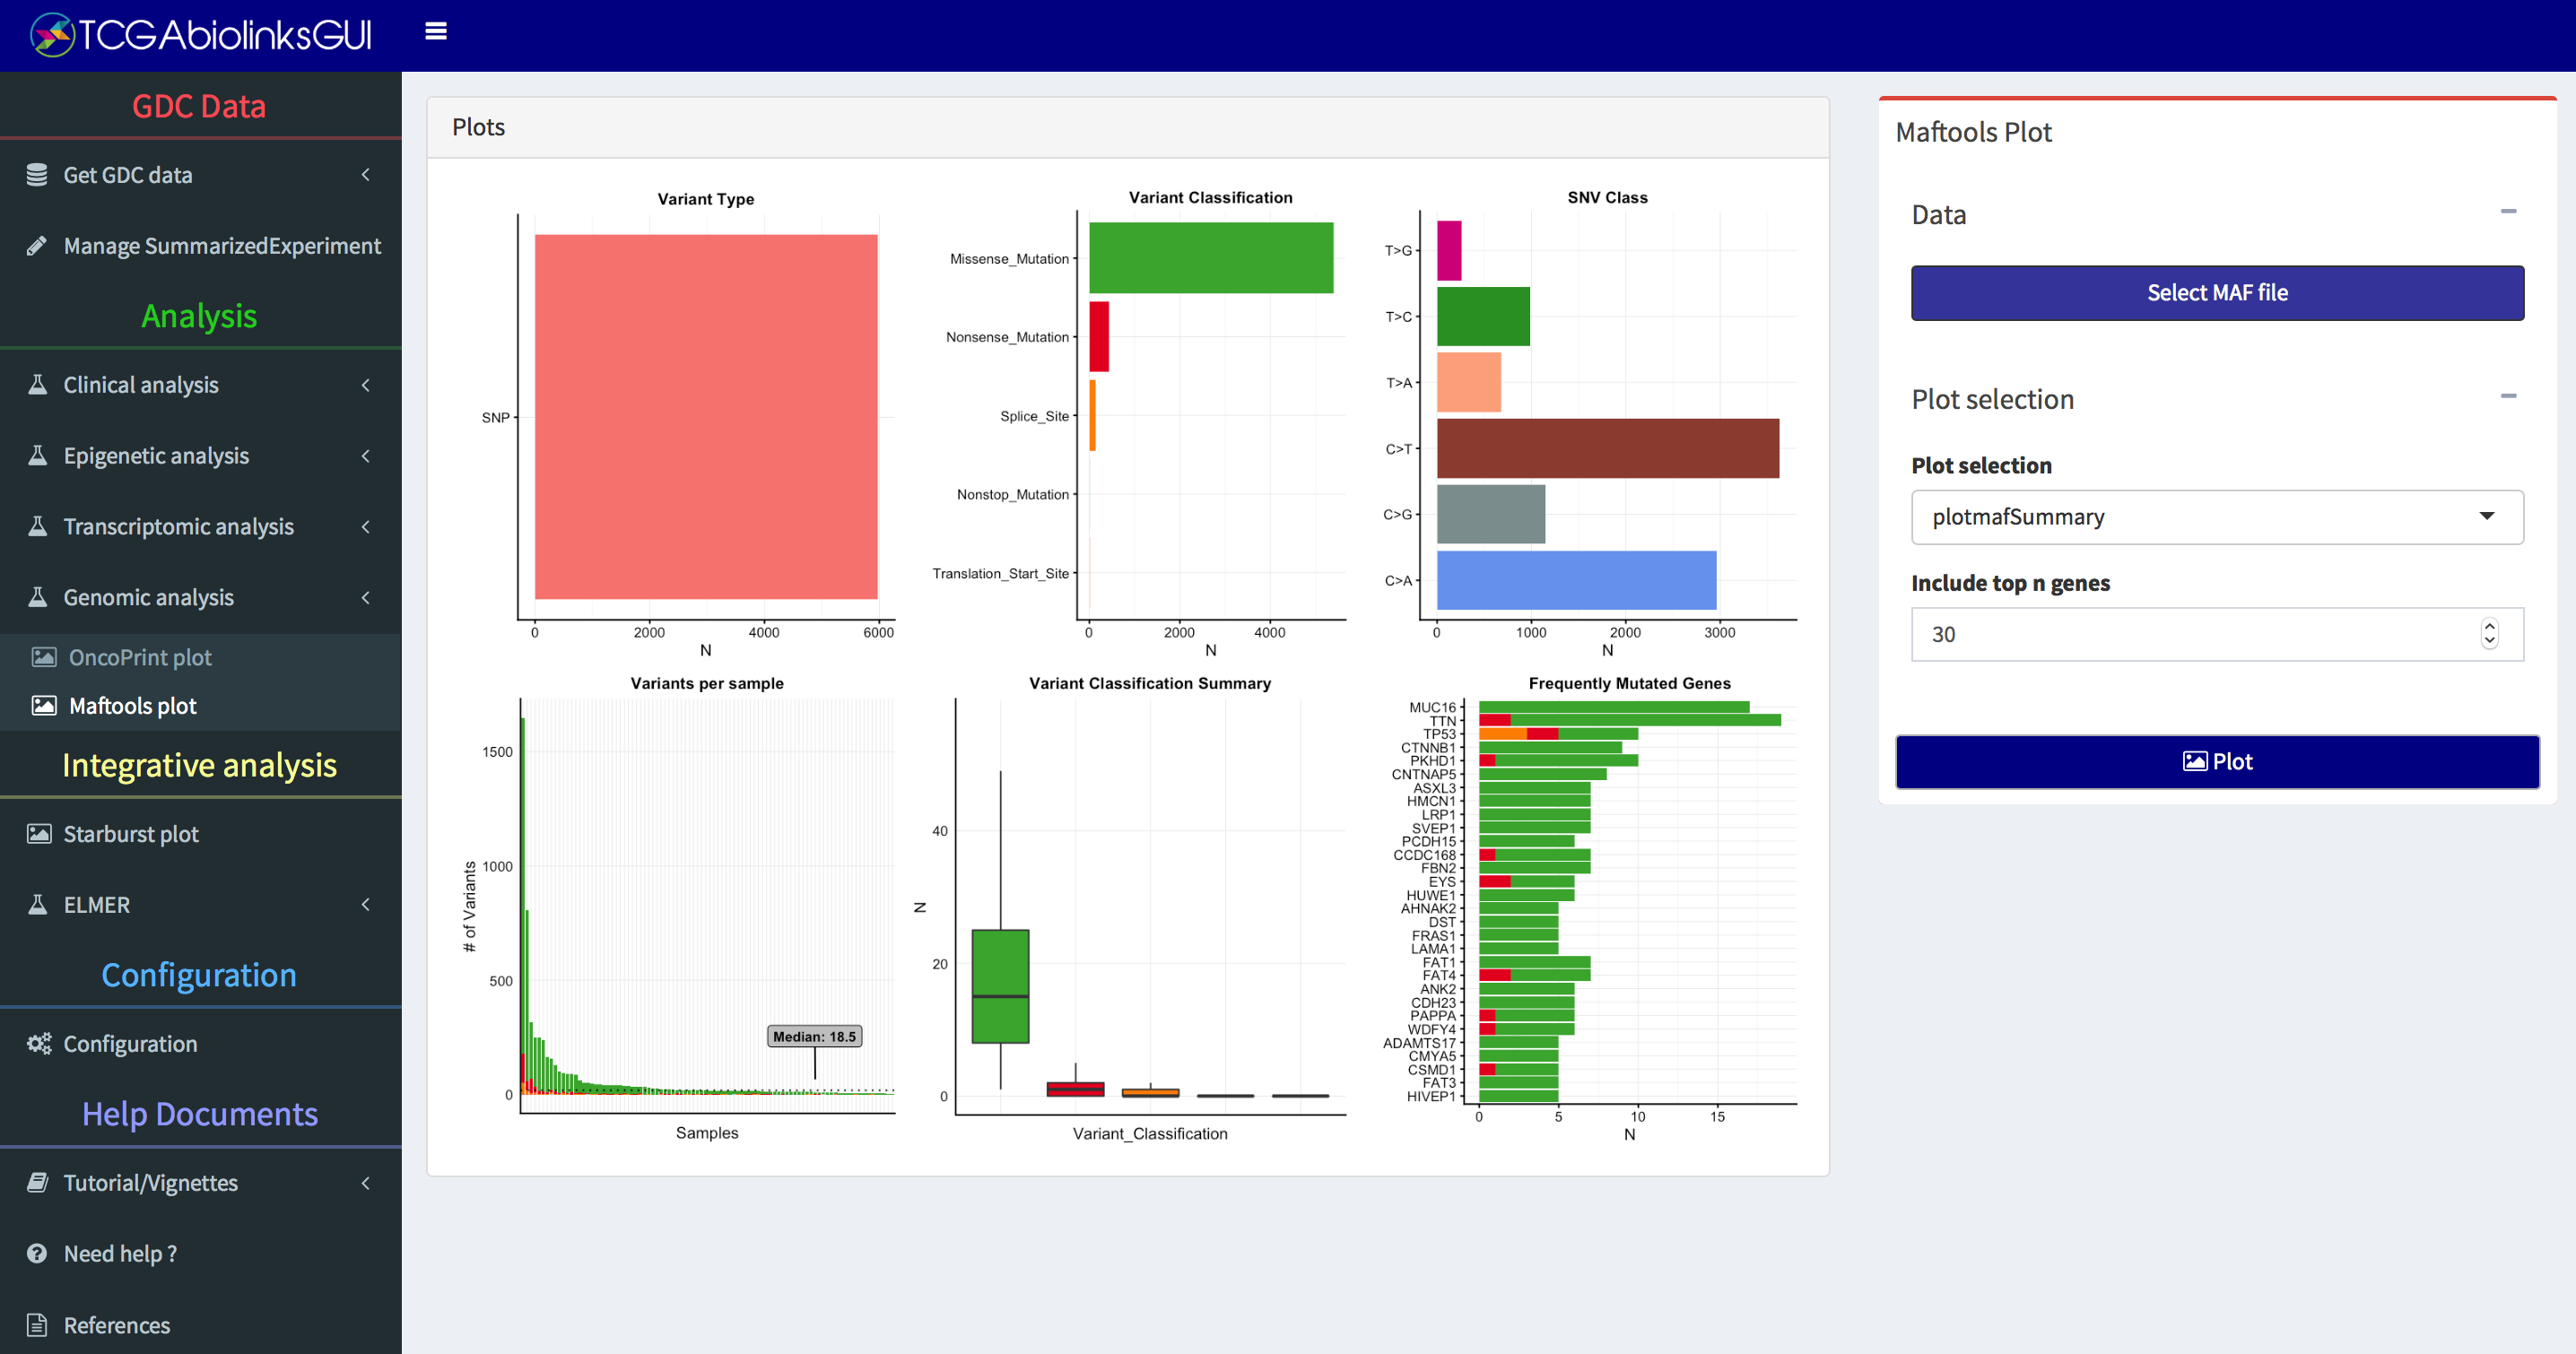 TCGAbiolinksGUI
GDC Data
Get GDC data
Manage SummarizedExperiment
Analysis
Clinical analysis
Epigenetic analysis
Transcriptomic analysis
Genomic analysis
OncoPrint plot
Maftools plot
Integrative analysis
Starburst plot
ELMER
Configuration
Configuration
Help Documents
Tutorial/Vignettes
Need help ?
References
Plots
Variant Type
SNP
0 2000 4000 6000
N
Variant Classification
Missense_Mutation
Nonsense_Mutation
Splice_Site
Nonstop_Mutation
Translation_Start_Site
0 2000 4000
N
SNV Class
T>G
T>C
T>A
C>T
C>G
C>A
0 1000 2000 3000
N
Variants per sample
# of Variants
1500
1000
500
0
Median: 18.5
Samples
Variant Classification Summary
N
40
20
0
Variant_Classification
Frequently Mutated Genes
MUC16
TTN
TP53
CTNNB1
PKHD1
CNTNAP5
ASXL3
HMCN1
LRP1
SVEP1
PCDH15
CCDC168
FBN2
EYS
HUWE1
AHNAK2
DST
FRAS1
LAMA1
FAT1
FAT4
ANK2
CDH23
PAPPA
WDFY4
ADAMTS17
CMYA5
CSMD1
FAT3
HIVEP1
0 5 10 15
N
Maftools Plot
Data
Select MAF file
Plot selection
Plot selection
plotmafSummary
Include top n genes
30
Plot